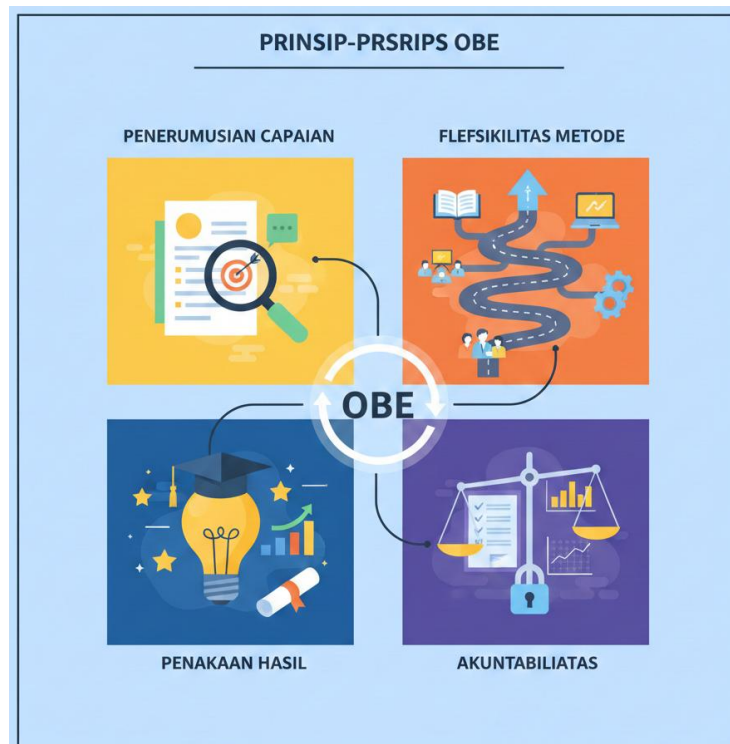 PRINSIP-PRSRIPS OBE
PENERUMUSIAN CAPAIAN
FLEFSIKILITAS METODE
OBE
PENAKAAN HASIL
AKUNTABILIATAS